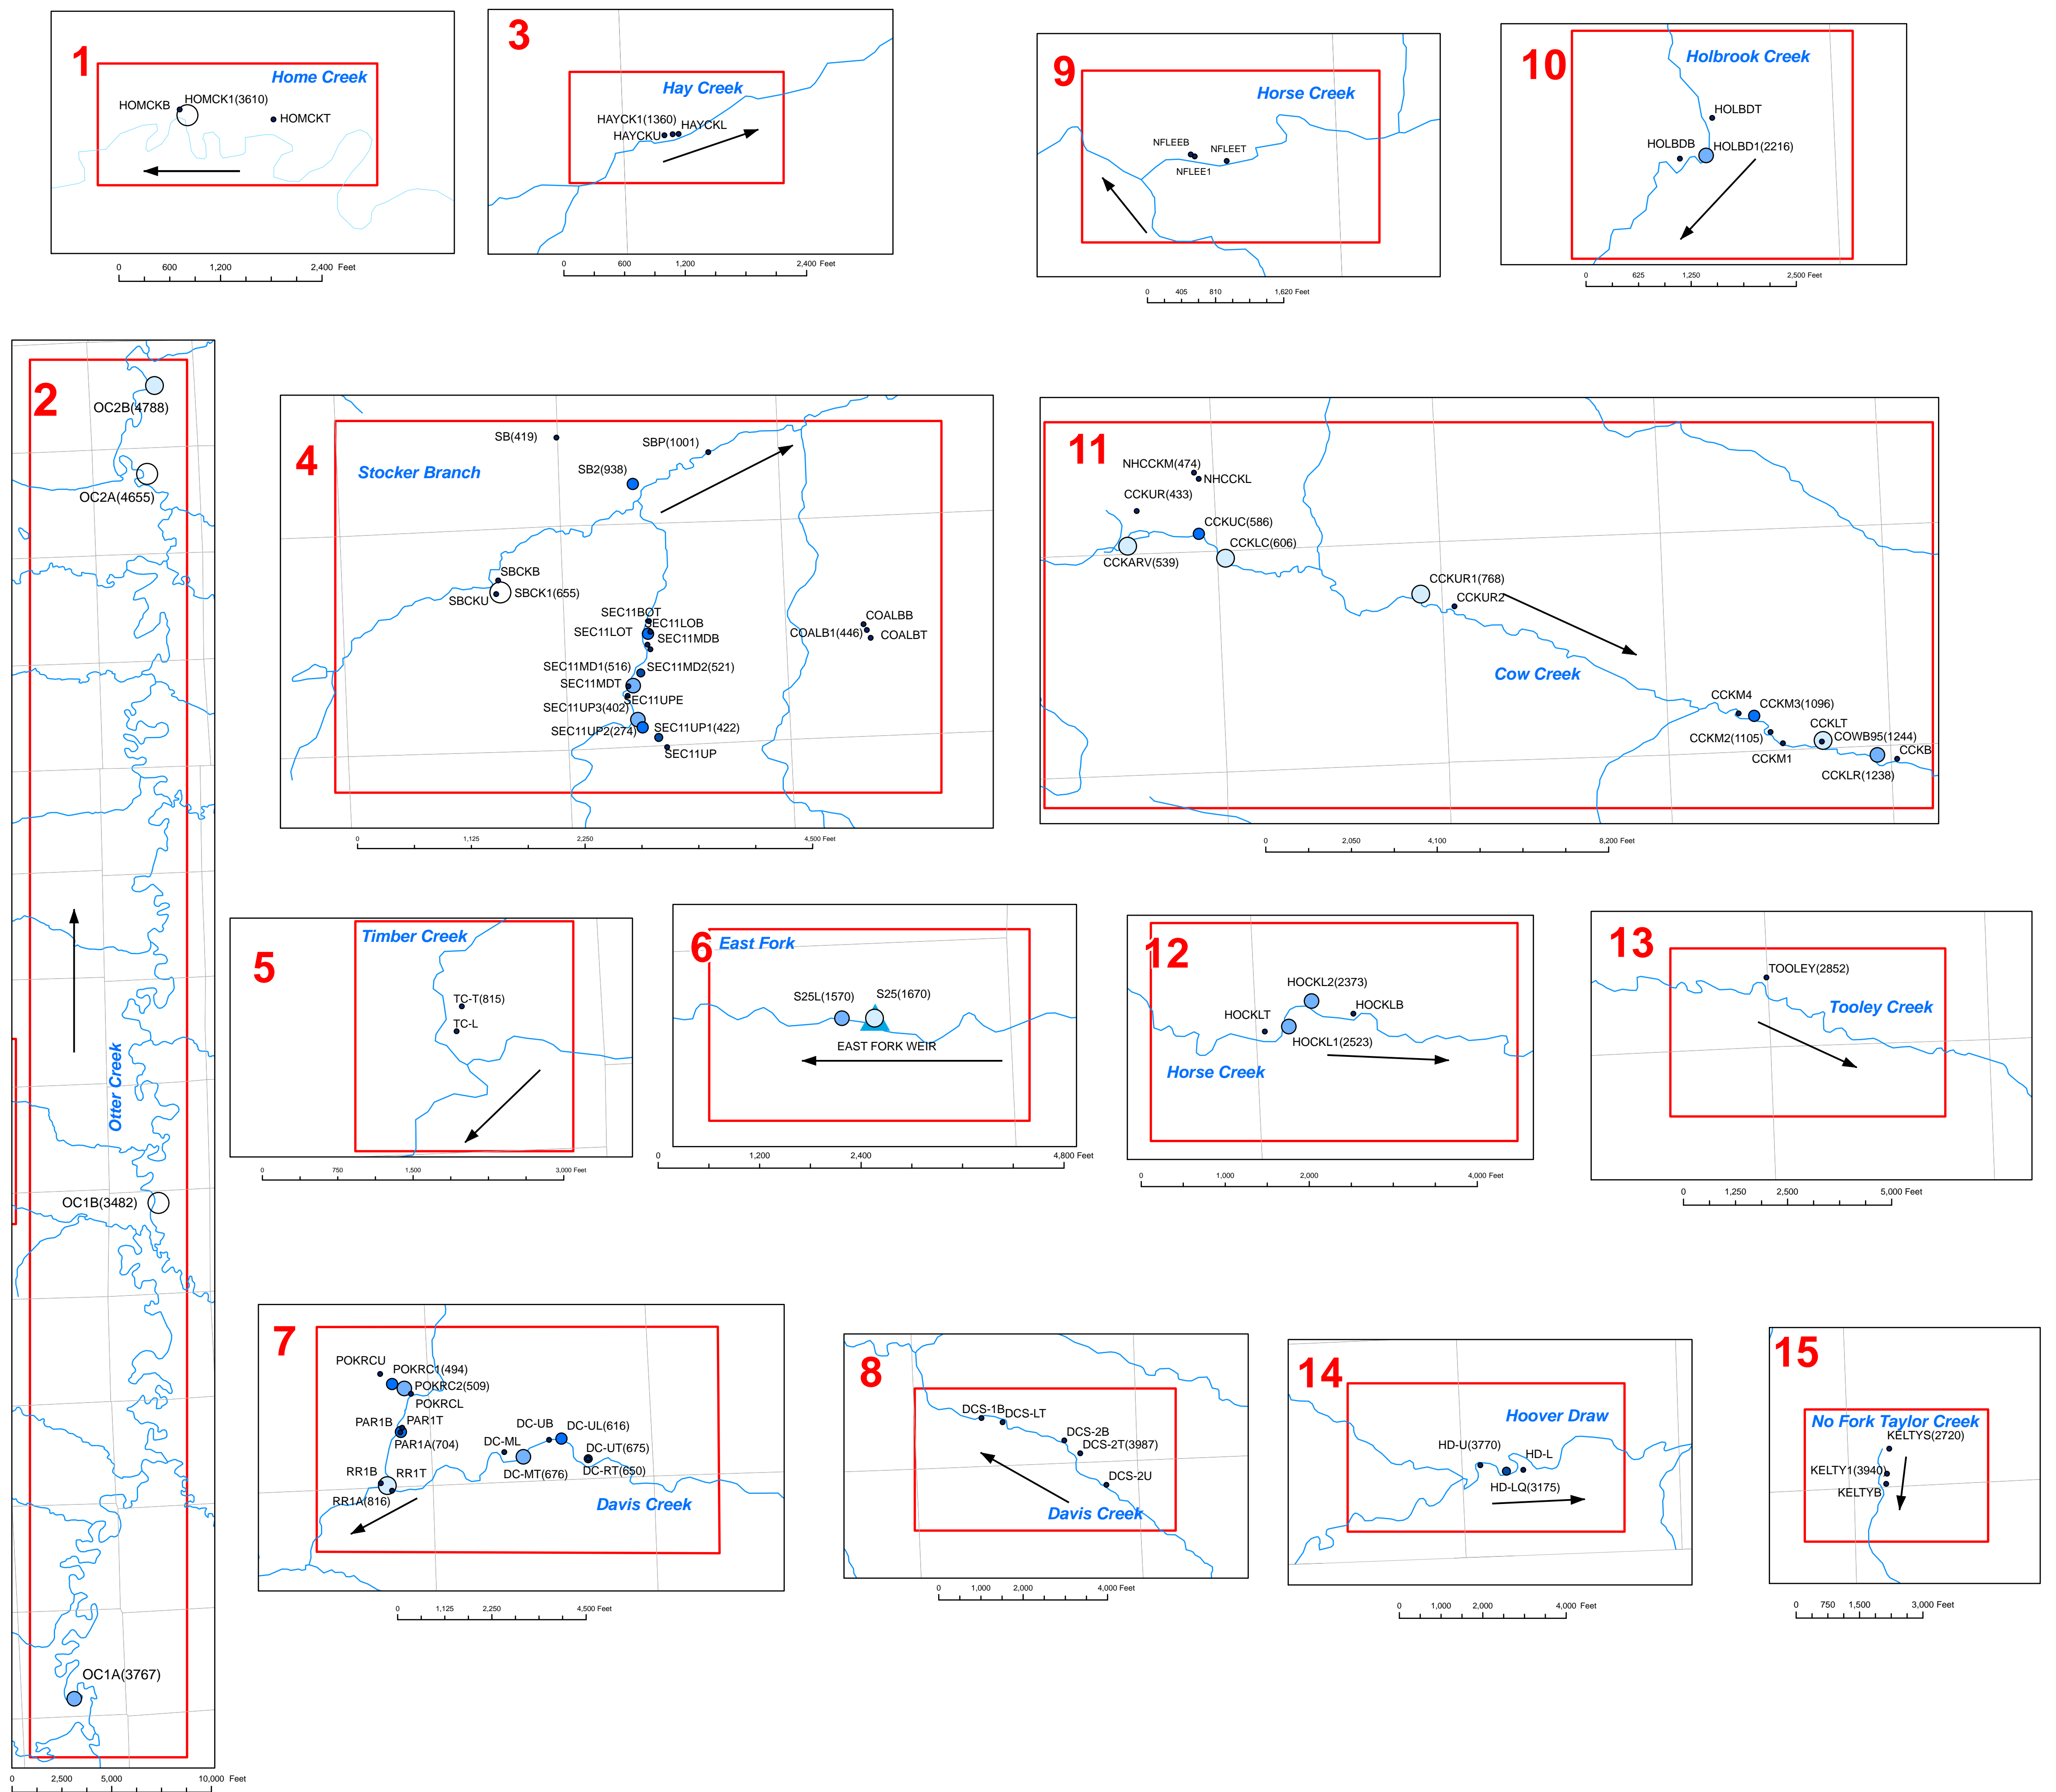 1
Home Creek
HOMCKB
HOMCK1(3610)
HOMCKT
0 600 1,200 2,400 Feet
3
Hay Creek
HAYCK1(1360)
HAYCKL
HAYCKU
0 600 1,200 2,400 Feet
9
Horse Creek
NFLEEB
NFLEET
NFLEE1
0 405 810 1,620 Feet
10
Holbrook Creek
HOLBDT
HOLBDB
HOLBD1(2216)
0 625 1,250 2,500 Feet
2
OC2B(4788)
OC2A(4655)
Otter Creek
OC1B(3482)
OC1A(3767)
0 2,500 5,000 10,000 Feet
4
Stocker Branch
SB(419)
SBP(1001)
SB2(938)
SBCKB
SBCKU
SBCK1(655)
SEC11BOT
SEC11LOB
SEC11LOT
SEC11MDB
COALBB
COALB1(446)
COALBT
SEC11MD1(516)
SEC11MD2(521)
SEC11MDT
SEC11UPE
SEC11UP3(402)
SEC11UP2(274)
SEC11UP1(422)
SEC11UP
0 1,125 2,250 4,500 Feet
11
NHCCKM(474)
NHCCKL
CCKUR(433)
CCKUC(586)
CCKLC(606)
CCKARV(539)
CCKUR1(768)
CCKUR2
Cow Creek
CCKM4
CCKM3(1096)
CCKLT
COWB95(1244)
CCKM2(1105)
CCKM1
CCKB
CCKLR(1238)
0 2,050 4,100 8,200 Feet
5
Timber Creek
TC-T(815)
TC-L
0 750 1,500 3,000 Feet
6
East Fork
S25L(1570)
S25(1670)
EAST FORK WEIR
0 1,200 2,400 4,800 Feet
12
HOCKL2(2373)
HOCKLT
HOCKLB
HOCKL1(2523)
Horse Creek
0 1,000 2,000 4,000 Feet
13
TOOLEY(2852)
Tooley Creek
0 1,250 2,500 5,000 Feet
7
POKRCU
POKRC1(494)
POKRC2(509)
POKRCL
PAR1B
PAR1T
PAR1A(704)
DC-UB
DC-UL(616)
DC-ML
DC-UT(675)
DC-MT(676)
DC-RT(650)
RR1B
RR1T
RR1A(816)
Davis Creek
0 1,125 2,250 4,500 Feet
8
DCS-1B
DCS-LT
DCS-2B
DCS-2T(3987)
DCS-2U
Davis Creek
0 1,000 2,000 4,000 Feet
14
Hoover Draw
HD-U(3770)
HD-L
HD-LQ(3175)
0 1,000 2,000 4,000 Feet
15
No Fork Taylor Creek
KELTYS(2720)
KELTY1(3940)
KELTYB
0 750 1,500 3,000 Feet